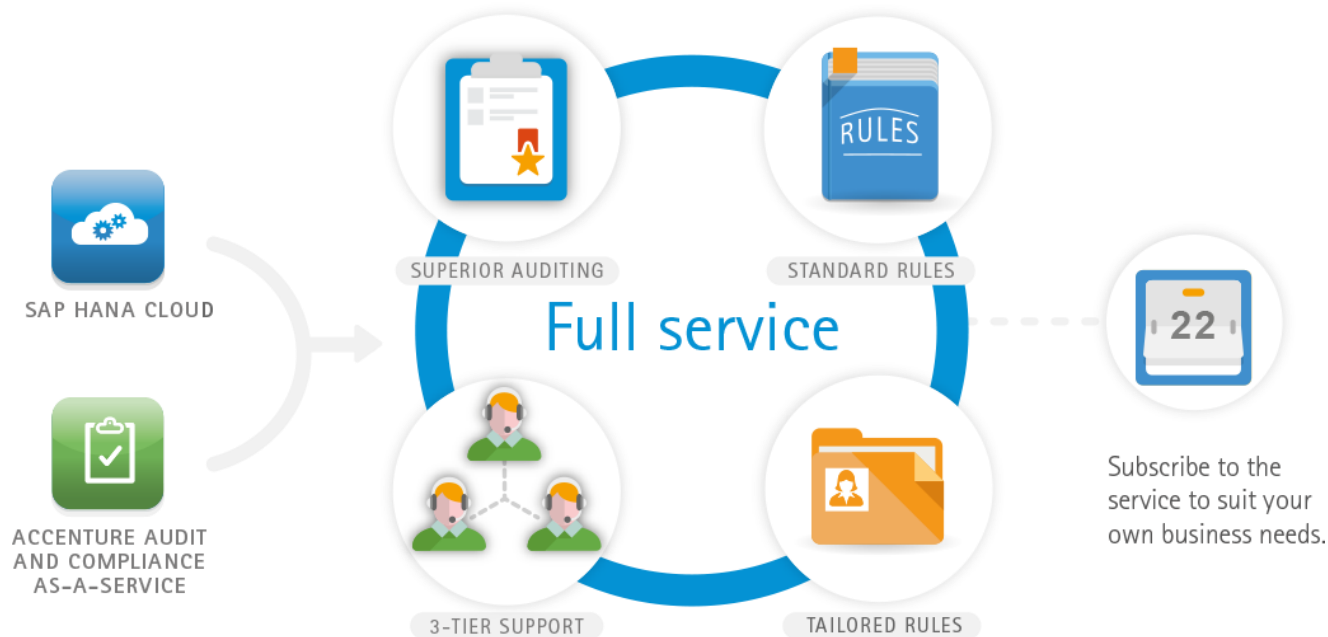 SAP HANA CLOUD
ACCENTURE AUDIT
AND COMPLIANCE
AS-A-SERVICE
SUPERIOR AUDITING
RULES
STANDARD RULES
Full service
3-TIER SUPPORT
TAILORED RULES
22
Subscribe to the
service to suit your
own business needs.